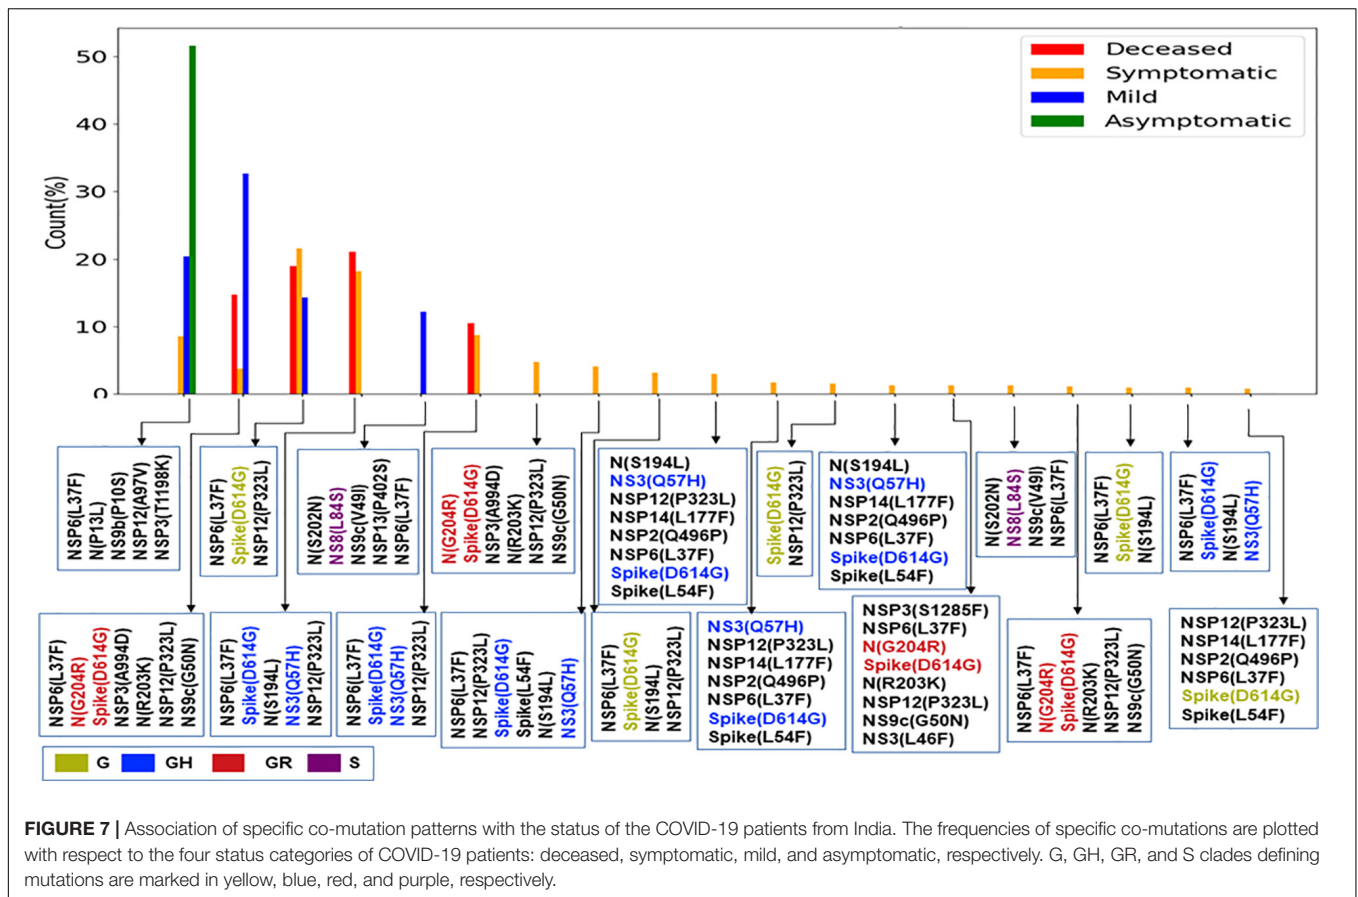 50
40
30
20
10
0
Count(%)
Deceased
Symptomatic
Mild
Asymptomatic
NSP6(L37F)
N(P13L)
NS9b(P10S)
NSP12(A97V)
NSP3(T1198K)
NSP6(L37F)
Spike(D614G)
NSP12(P323L)
N(S202N)
NS8(L84S)
NS9c(V49I)
NSP13(P402S)
NSP6(L37F)
N(G204R)
Spike(D614G)
NSP3(A994D)
N(R203K)
NSP12(P323L)
NS9c(G50N)
N(S194L)
NS3(Q57H)
NSP12(P323L)
NSP14(L177F)
NSP2(Q496P)
NSP6(L37F)
Spike(D614G)
Spike(L54F)
Spike(D614G)
NSP12(P323L)
N(S194L)
NS3(Q57H)
NSP14(L177F)
NSP2(Q496P)
NSP6(L37F)
Spike(D614G)
Spike(L54F)
N(S202N)
NS8(L84S)
NS9c(V49I)
NSP6(L37F)
NSP6(L37F)
Spike(D614G)
N(S194L)
NSP6(L37F)
Spike(D614G)
N(S194L)
NS3(Q57H)
NSP6(L37F)
N(G204R)
Spike(D614G)
NSP3(A994D)
N(R203K)
NSP12(P323L)
NS9c(G50N)
NSP6(L37F)
Spike(D614G)
N(S194L)
NS3(Q57H)
NSP12(P323L)
NSP6(L37F)
Spike(D614G)
NS3(Q57H)
NSP12(P323L)
NSP6(L37F)
NSP12(P323L)
Spike(D614G)
Spike(L54F)
N(S194L)
NS3(Q57H)
NSP6(L37F)
Spike(D614G)
N(S194L)
NSP12(P323L)
NS3(Q57H)
NSP12(P323L)
NSP14(L177F)
NSP2(Q496P)
NSP6(L37F)
Spike(D614G)
Spike(L54F)
NSP3(S1285F)
NSP6(L37F)
N(G204R)
Spike(D614G)
N(R203K)
NSP12(P323L)
NS9c(G50N)
NS3(L46F)
NSP6(L37F)
N(G204R)
Spike(D614G)
N(R203K)
NSP12(P323L)
NS9c(G50N)
NSP12(P323L)
NSP14(L177F)
NSP2(Q496P)
NSP6(L37F)
Spike(D614G)
Spike(L54F)
G GH GR S
FIGURE 7 | Association of specific co-mutation patterns with the status of the COVID-19 patients from India. The frequencies of specific co-mutations are plotted
with respect to the four status categories of COVID-19 patients: deceased, symptomatic, mild, and asymptomatic, respectively. G, GH, GR, and S clades defining
mutations are marked in yellow, blue, red, and purple, respectively.